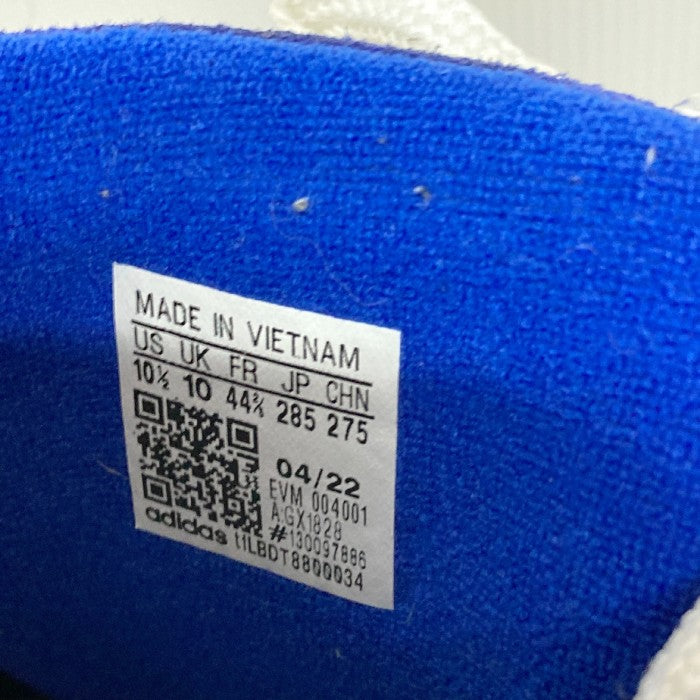 MADE IN VIETNAM
US UK FR JP CHN
10½ 10 44⅔ 285 275
04/22
EVM 004001
A:GX1828
#130097886
adidas t1LBDT8800034